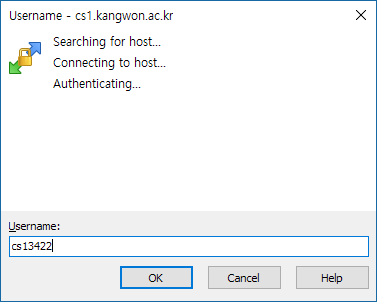 Username - cs1.kangwon.ac.kr
Searching for host...
Connecting to host...
Authenticating...
Username:
cs13422
OK Cancel Help